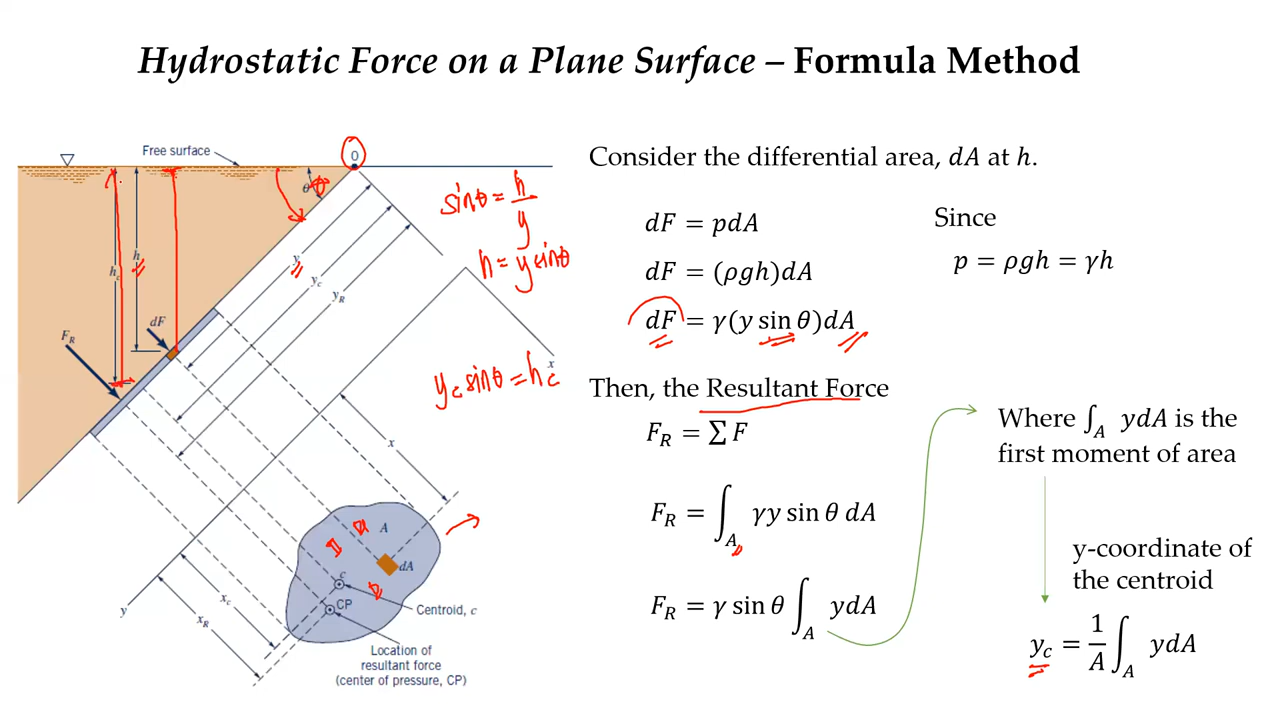 Hydrostatic Force on a Plane Surface – Formula Method
Free surface
0
θ
θ
h
h_c
y
y_c
y_R
dF
F_R
x
x
A
dA
c
CP
Centroid, c
y
x_c
x_R
Location of
resultant force
(center of pressure, CP)
sinθ = h/y
h = y sinθ
y_c sinθ = h_c
Consider the differential area, dA at h.
dF = pdA
dF = (ρgh)dA
dF = γ(y sin θ)dA
Since
p = ρgh = γh
Then, the Resultant Force
F_R = ∑ F
F_R = ∫_A γy sin θ dA
F_R = γ sin θ ∫_A ydA
Where ∫_A ydA is the
first moment of area
y-coordinate of
the centroid
y_c = 1/A ∫_A ydA